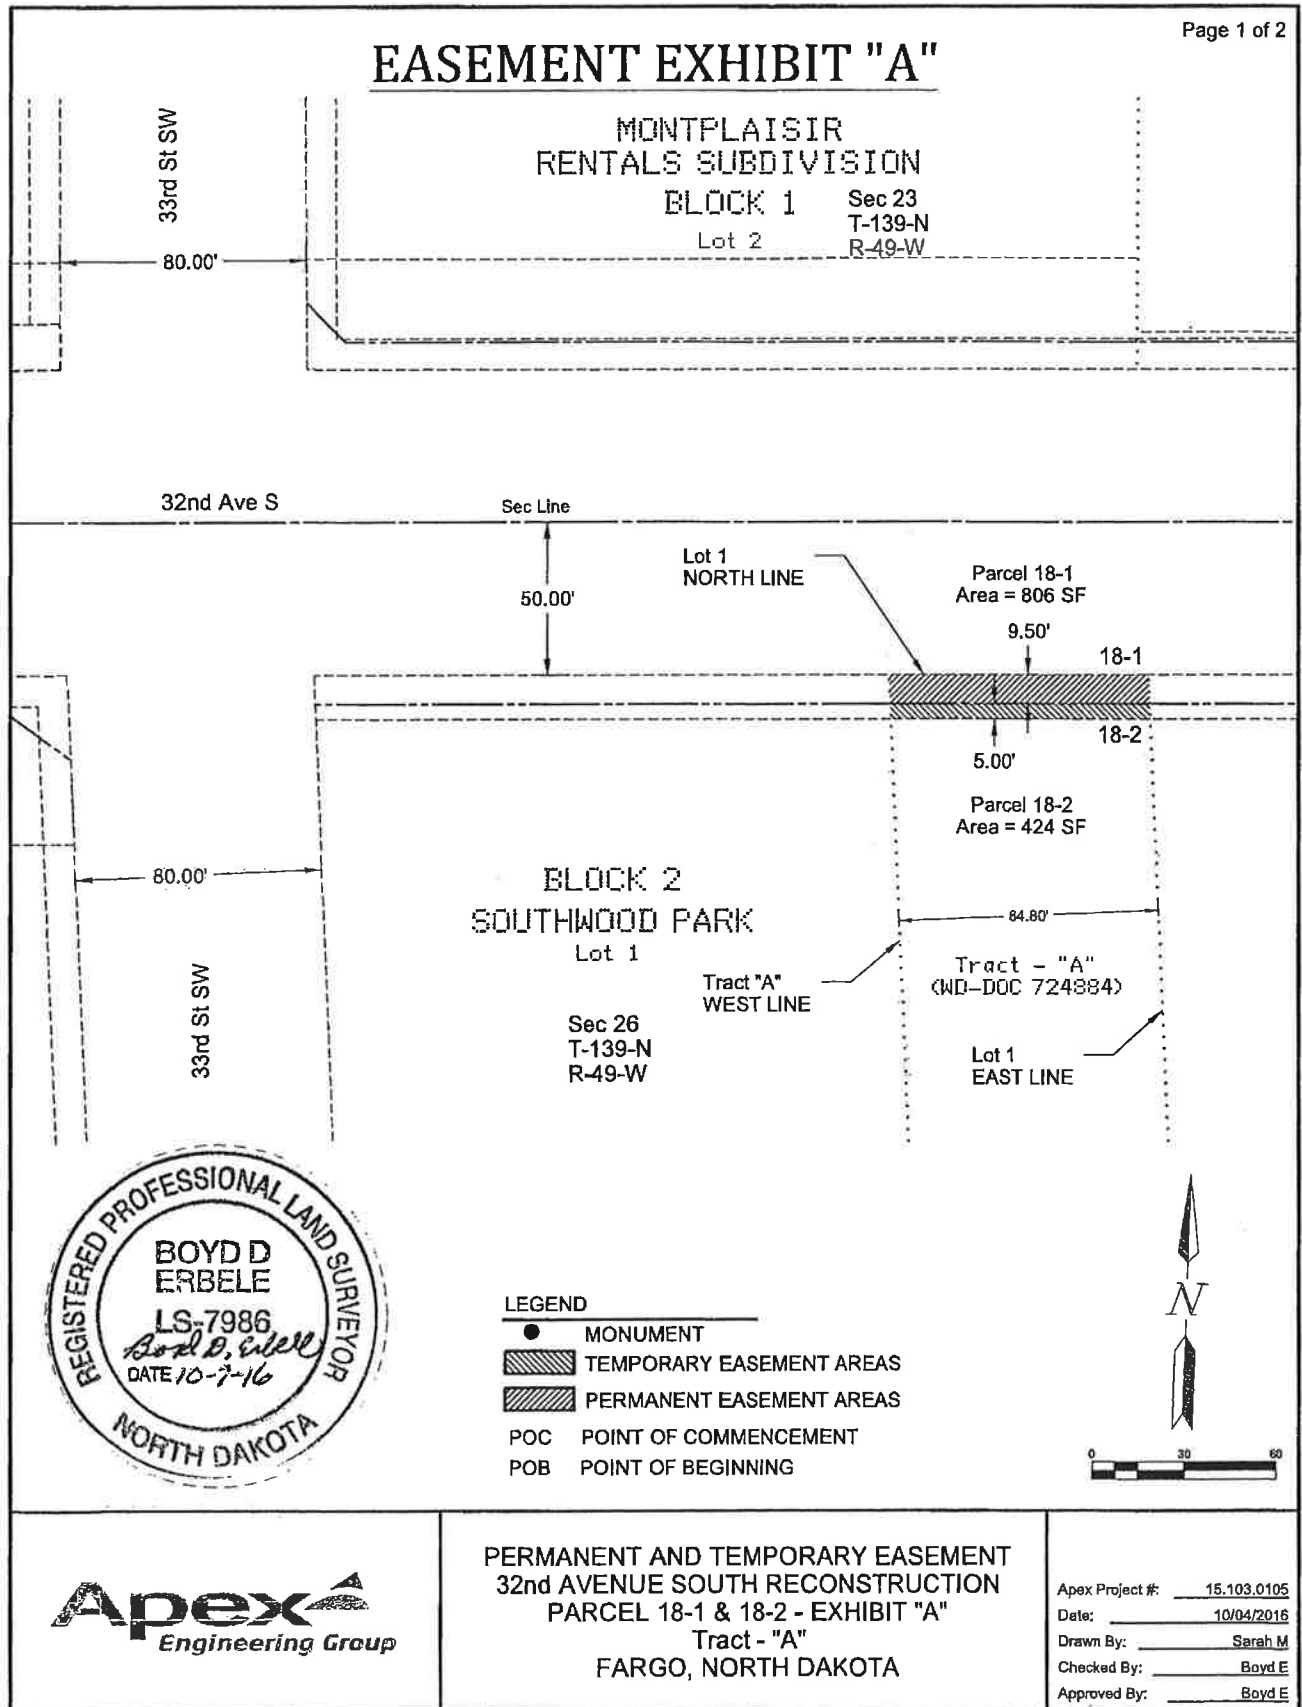 Page 1 of 2
EASEMENT EXHIBIT "A"
33rd St SW
MONTPLAISIR
RENTALS SUBDIVISION
BLOCK 1
Lot 2
Sec 23
T-139-N
R-49-W
80.00'
32nd Ave S
Sec Line
50.00'
Lot 1
NORTH LINE
Parcel 18-1
Area = 806 SF
9.50'
18-1
18-2
5.00'
Parcel 18-2
Area = 424 SF
80.00'
BLOCK 2
SOUTHWOOD PARK
Lot 1
84.80'
Tract "A"
WEST LINE
Tract - "A"
(WD-DOC 724884)
33rd St SW
Sec 26
T-139-N
R-49-W
Lot 1
EAST LINE
REGISTERED PROFESSIONAL LAND SURVEYOR
BOYD D
ERBELE
LS-7986
Boyd D, Erbele
DATE 10-7-16
NORTH DAKOTA
N
LEGEND
MONUMENT
TEMPORARY EASEMENT AREAS
PERMANENT EASEMENT AREAS
POC POINT OF COMMENCEMENT
POB POINT OF BEGINNING
0 30 60
Apex
Engineering Group
PERMANENT AND TEMPORARY EASEMENT
32nd AVENUE SOUTH RECONSTRUCTION
PARCEL 18-1 & 18-2 - EXHIBIT "A"
Tract - "A"
FARGO, NORTH DAKOTA
Apex Project #: 15.103.0105
Date: 10/04/2016
Drawn By: Sarah M
Checked By: Boyd E
Approved By: Boyd E